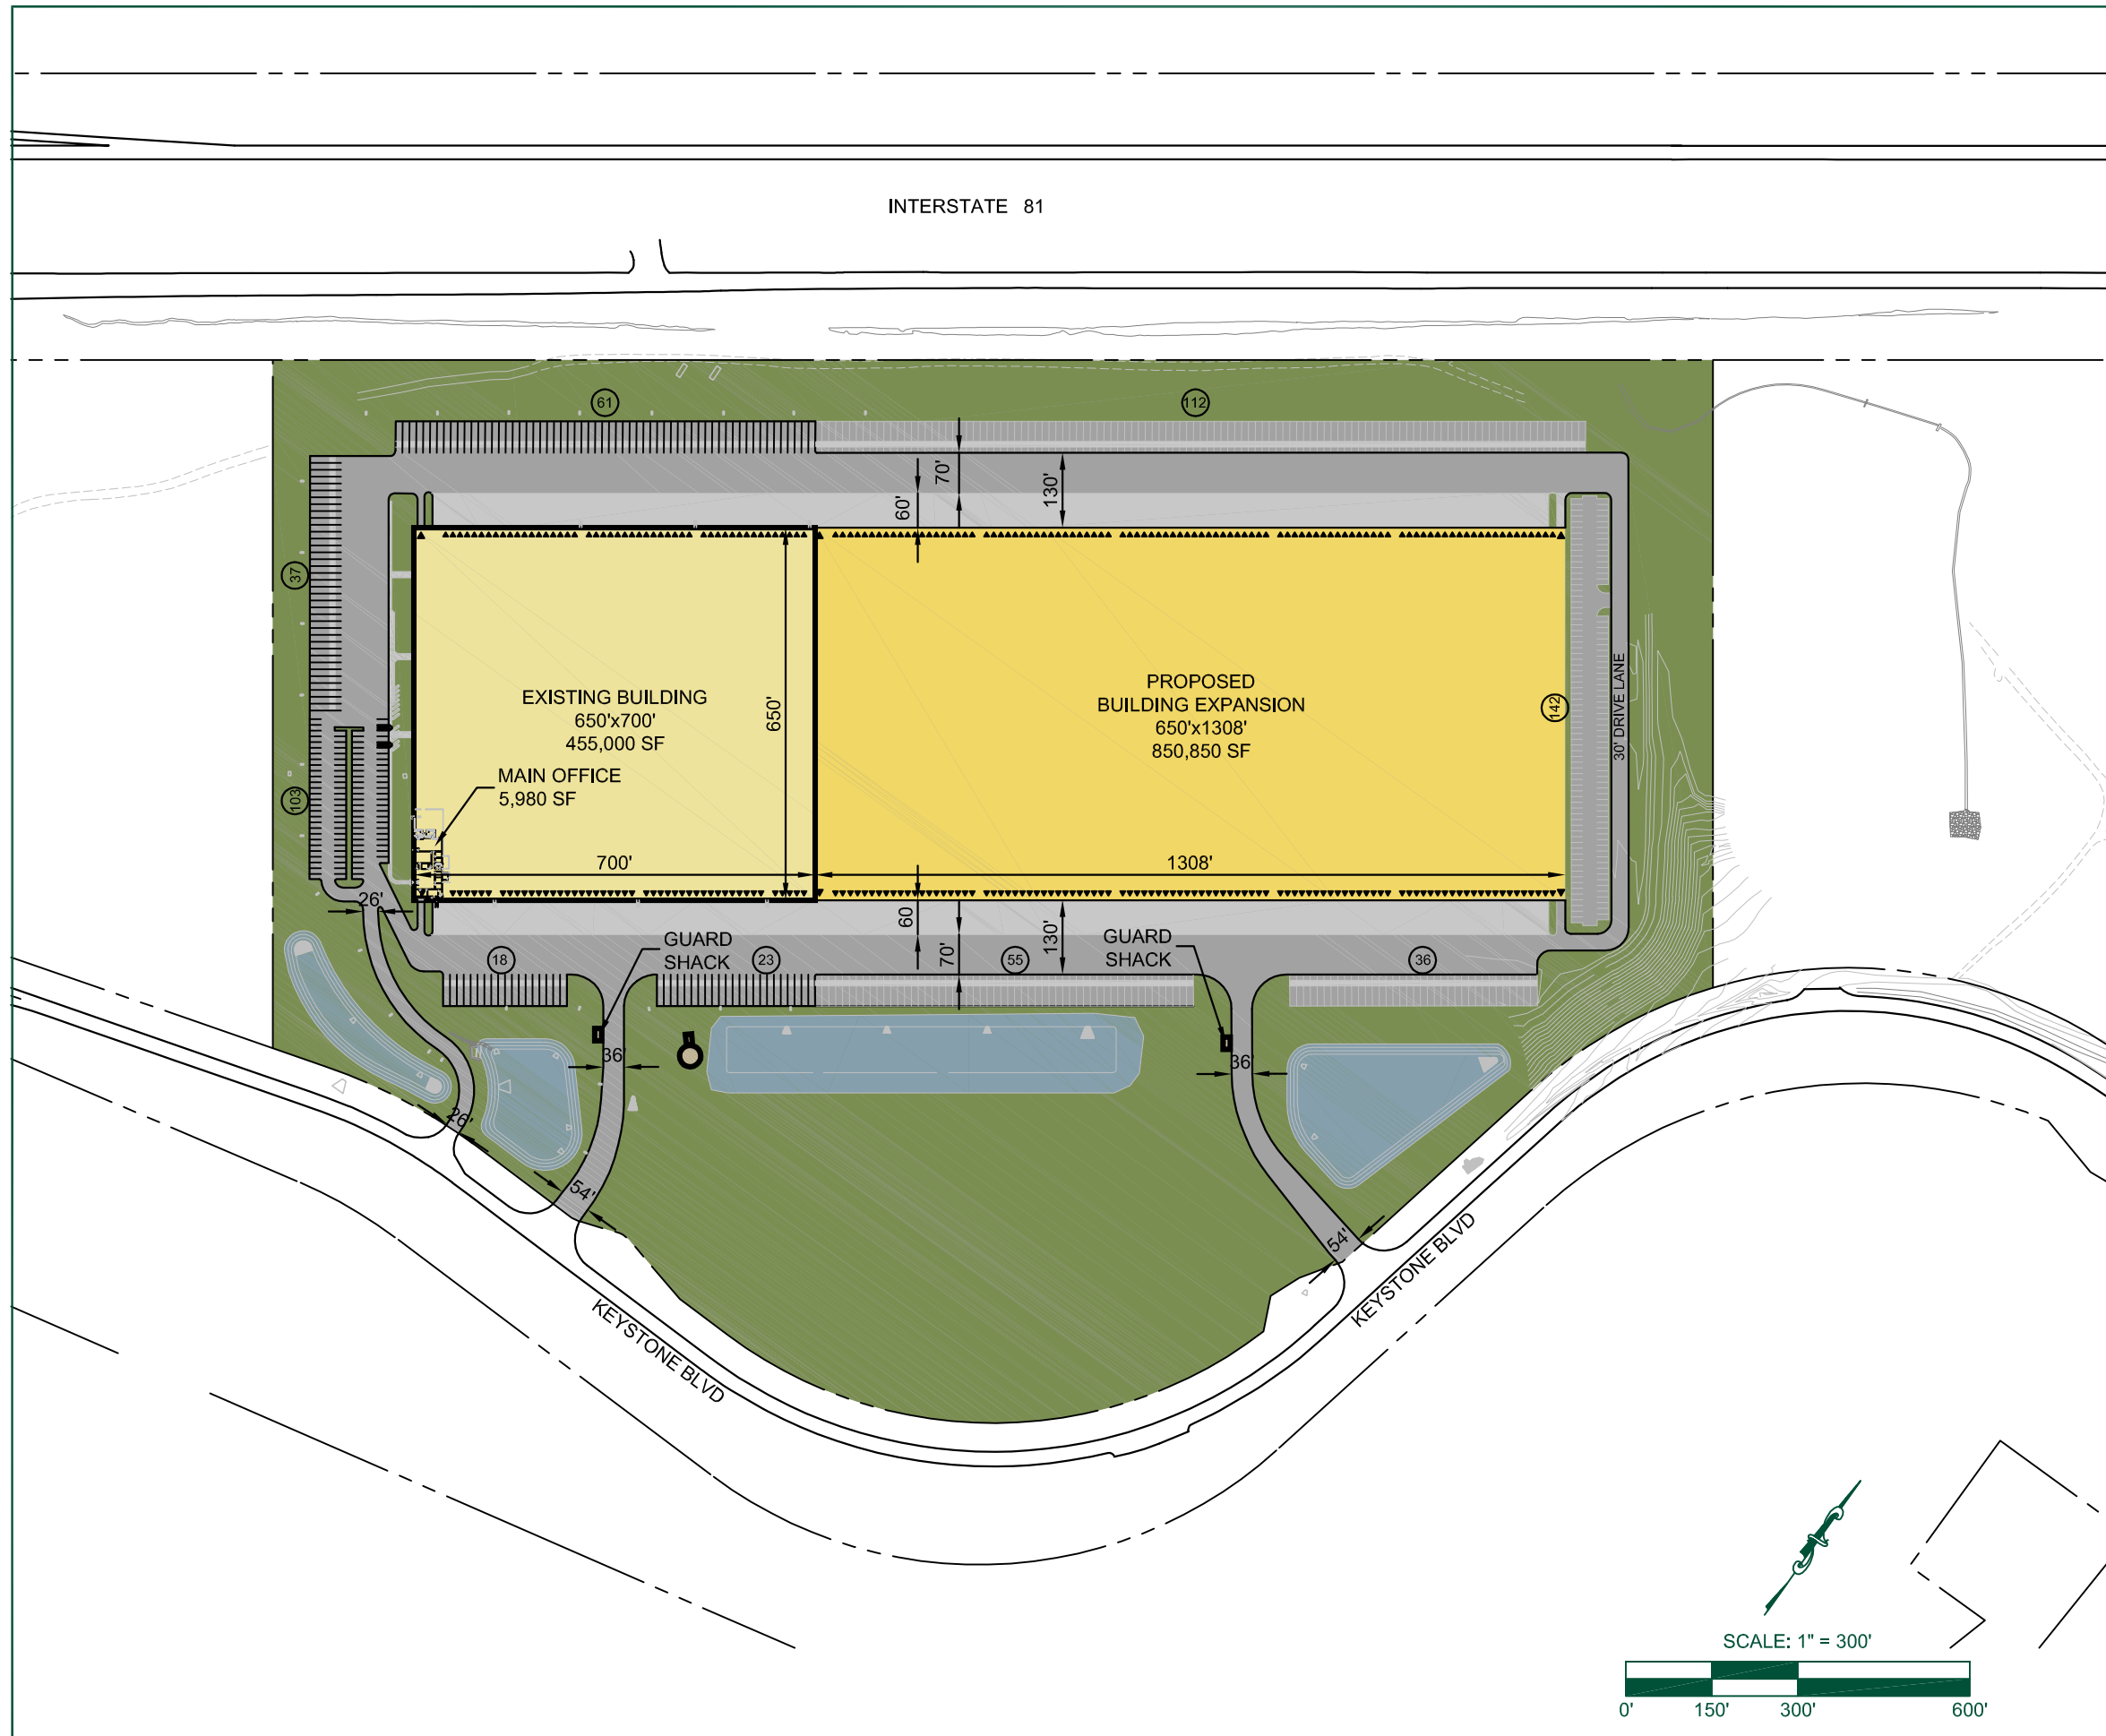 INTERSTATE 81
61
112
70'
130'
60'
37
EXISTING BUILDING
650'x700'
455,000 SF
650'
PROPOSED
BUILDING EXPANSION
650'x1308'
850,850 SF
142
30' DRIVE LANE
MAIN OFFICE
5,980 SF
103
700'
1308'
26'
60
70'
130'
GUARD
SHACK
GUARD
SHACK
18
23
55
36
36'
36'
26'
54'
54'
KEYSTONE BLVD
KEYSTONE BLVD
SCALE: 1" = 300'
0' 150' 300' 600'